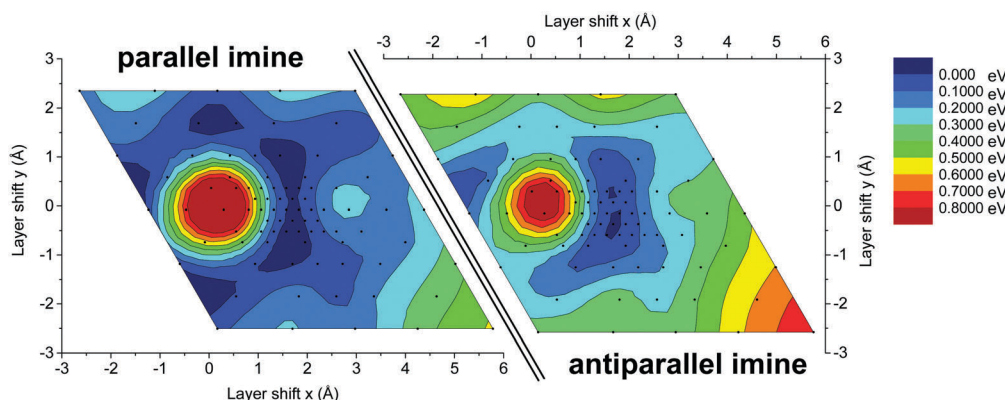 Layer shift x (Å)
-3 -2 -1 0 1 2 3 4 5 6
parallel imine
3
2
1
0
-1
-2
-3
Layer shift y (Å)
-3 -2 -1 0 1 2 3 4 5 6
Layer shift x (Å)
3
2
1
0
-1
-2
-3
Layer shift y (Å)
antiparallel imine
0.000 eV
0.1000 eV
0.2000 eV
0.3000 eV
0.4000 eV
0.5000 eV
0.6000 eV
0.7000 eV
0.8000 eV